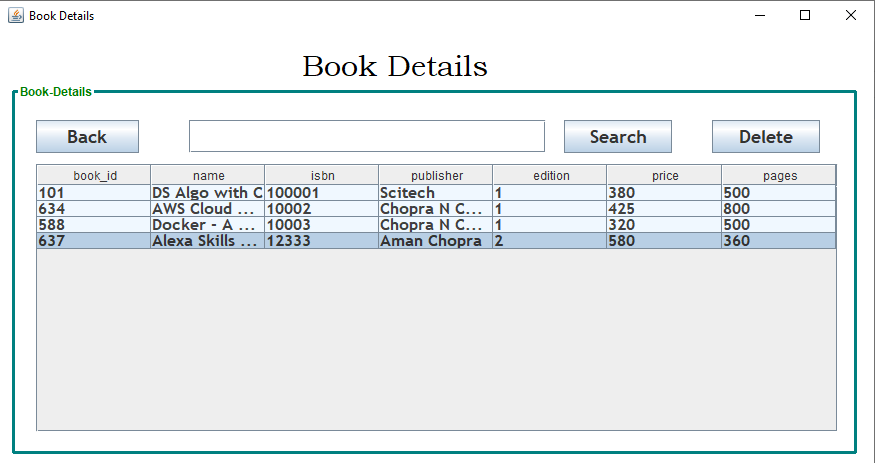 Book Details
Book Details
Book-Details
Back Search Delete
book_id name isbn publisher edition price pages
101 DS Algo with C 100001 Scitech 1 380 500
634 AWS Cloud ... 10002 Chopra N C... 1 425 800
588 Docker - A ... 10003 Chopra N C... 1 320 500
637 Alexa Skills ... 12333 Aman Chopra 2 580 360